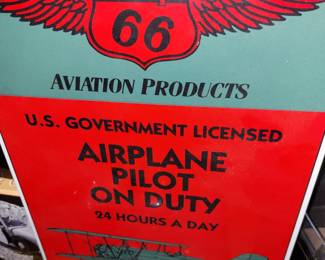 66
AVIATION PRODUCTS
U.S. GOVERNMENT LICENSED
AIRPLANE
PILOT
ON DUTY
24 HOURS A DAY